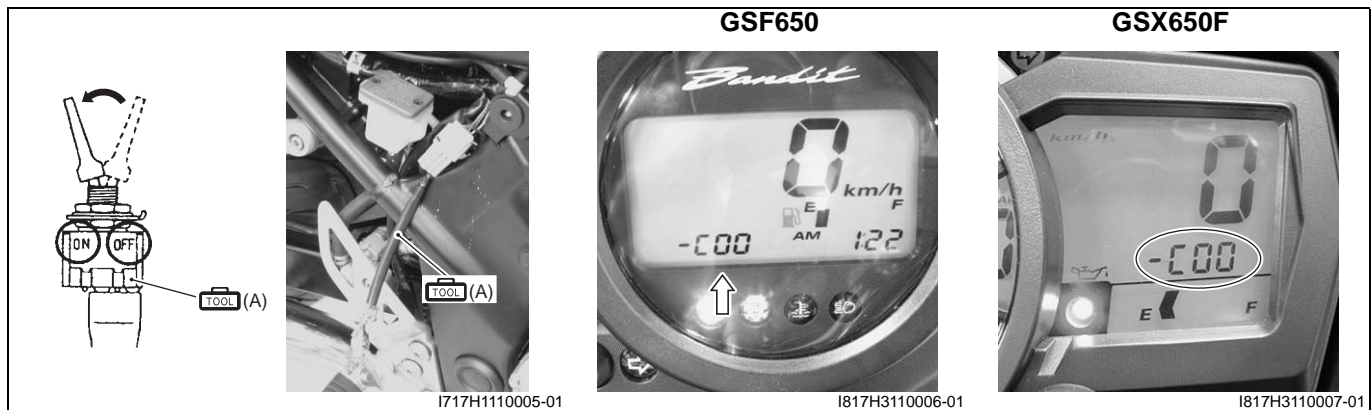 GSF650
GSX650F
ON OFF
TOOL (A)
TOOL (A)
I717H1110005-01
Bandit
0
km/h
E F
AM
-C00 1:22
I817H3110006-01
km/h
0
-C00
E F
I817H3110007-01